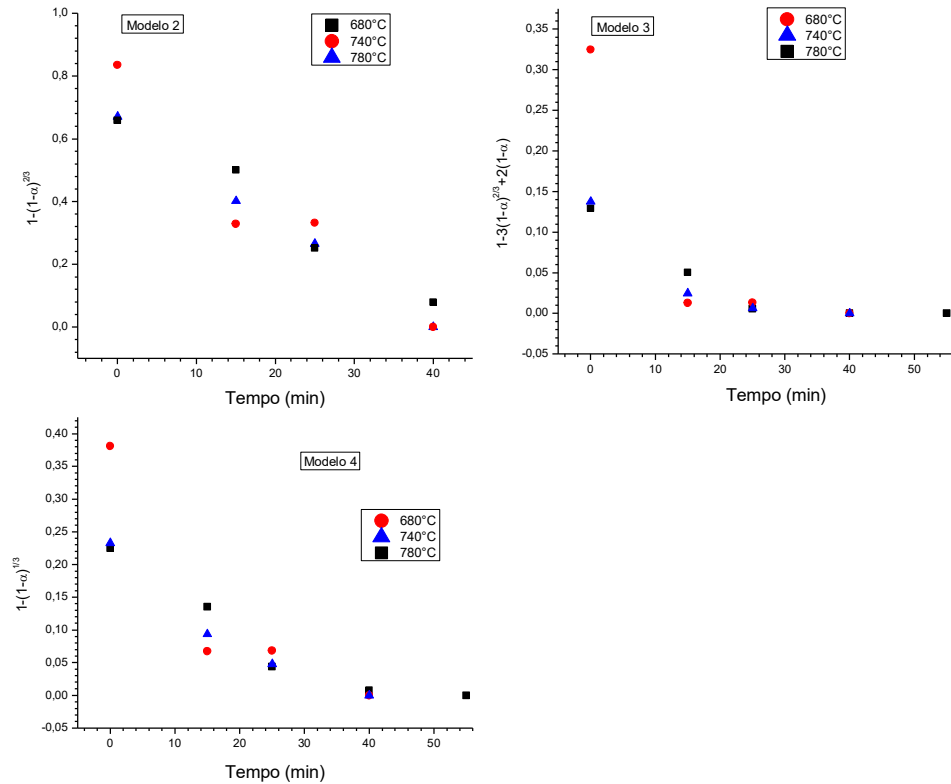 Modelo 2
680°C
740°C
780°C
1,0
0,8
0,6
0,4
0,2
0,0
1-(1-α)^2/3
0 10 20 30 40
Tempo (min)
Modelo 3
680°C
740°C
780°C
0,35
0,30
0,25
0,20
0,15
0,10
0,05
0,00
-0,05
1-3(1-α)^2/3+2(1-α)
0 10 20 30 40 50
Tempo (min)
Modelo 4
680°C
740°C
780°C
0,40
0,35
0,30
0,25
0,20
0,15
0,10
0,05
0,00
-0,05
1-(1-α)^1/3
0 10 20 30 40 50
Tempo (min)